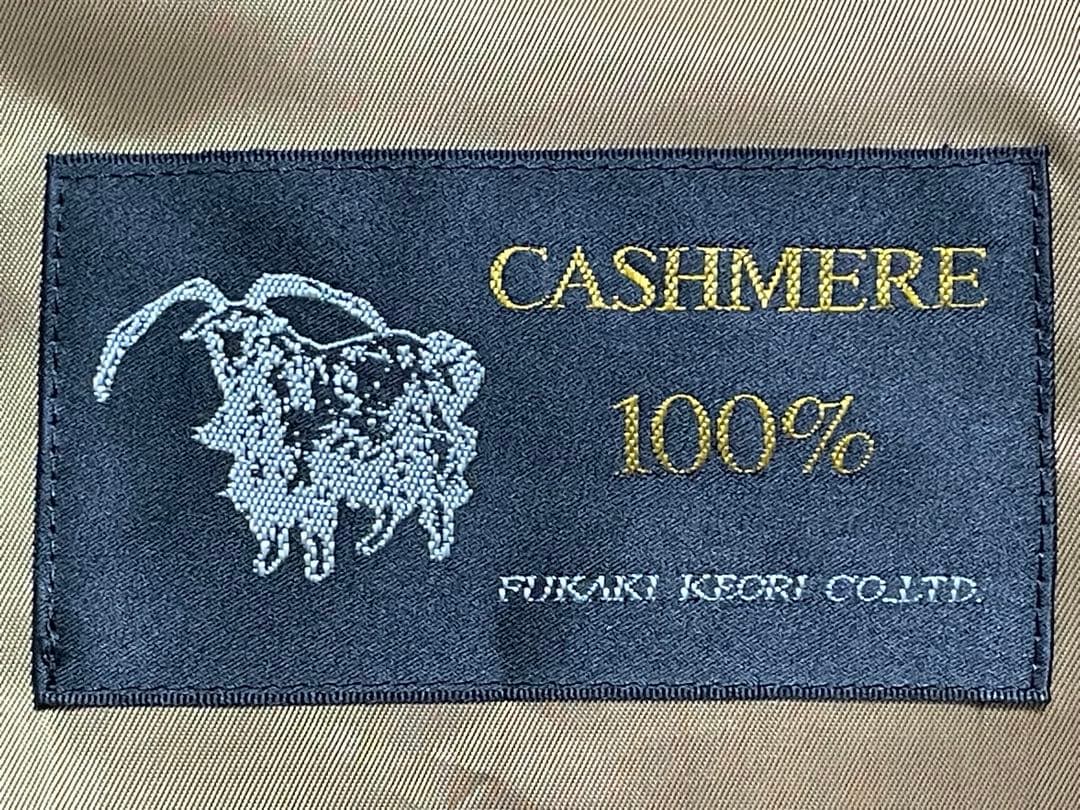 CASHMERE
100%
FUKAKI KEORI CO.,LTD.